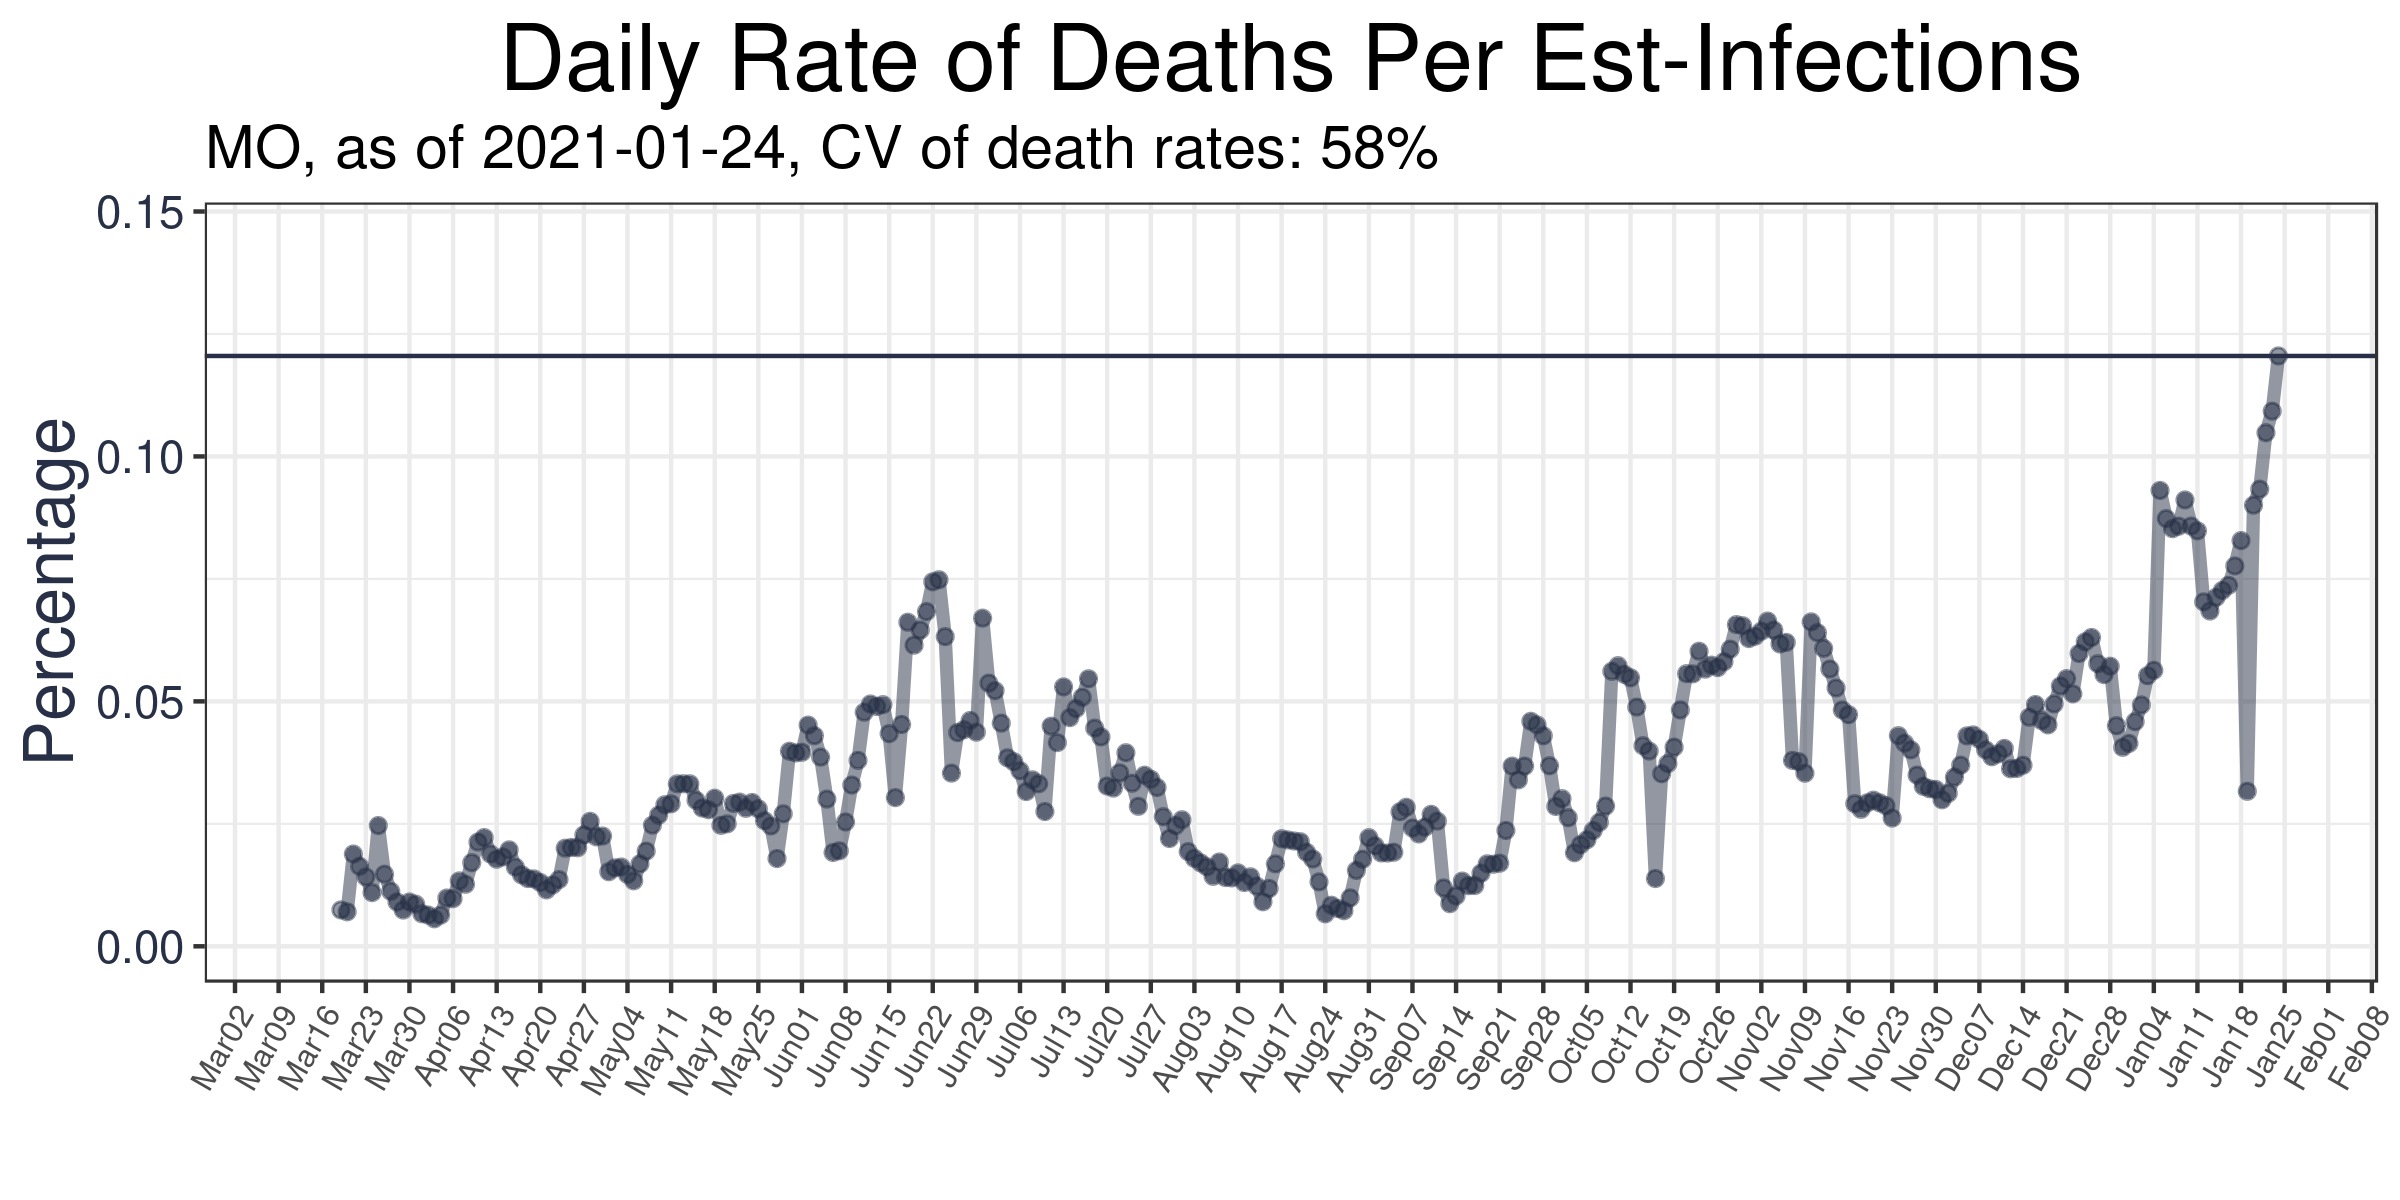 Daily Rate of Deaths Per Est-Infections
MO, as of 2021-01-24, CV of death rates: 58%
Percentage
0.15
0.10
0.05
0.00
Mar02 Mar09 Mar16 Mar23 Mar30 Apr06 Apr13 Apr20 Apr27 May04 May11 May18 May25 Jun01 Jun08 Jun15 Jun22 Jun29 Jul06 Jul13 Jul20 Jul27 Aug03 Aug10 Aug17 Aug24 Aug31 Sep07 Sep14 Sep21 Sep28 Oct05 Oct12 Oct19 Oct26 Nov02 Nov09 Nov16 Nov23 Nov30 Dec07 Dec14 Dec21 Dec28 Jan04 Jan11 Jan18 Jan25 Feb01 Feb08